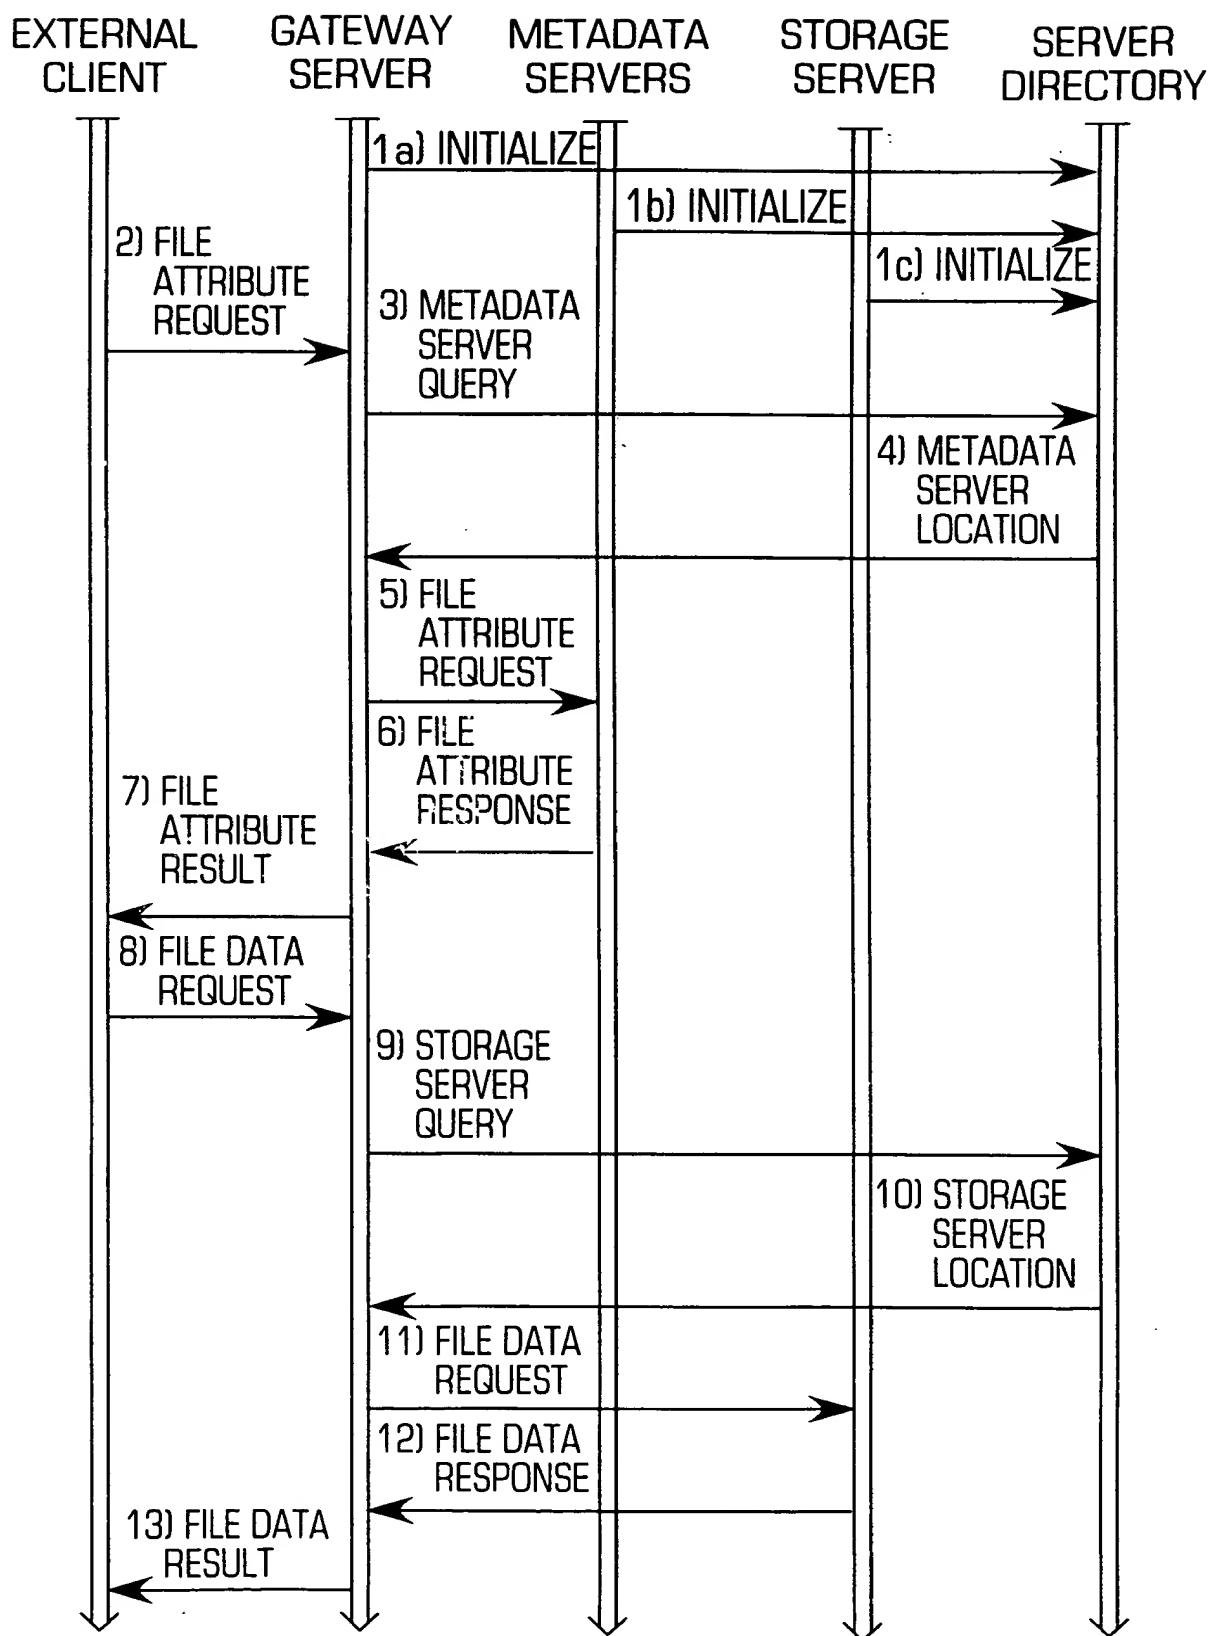 EXTERNAL
CLIENT
GATEWAY
SERVER
METADATA
SERVERS
STORAGE
SERVER
SERVER
DIRECTORY
1a) INITIALIZE
1b) INITIALIZE
1c) INITIALIZE
2) FILE
ATTRIBUTE
REQUEST
3) METADATA
SERVER
QUERY
4) METADATA
SERVER
LOCATION
5) FILE
ATTRIBUTE
REQUEST
6) FILE
ATTRIBUTE
RESPONSE
7) FILE
ATTRIBUTE
RESULT
8) FILE DATA
REQUEST
9) STORAGE
SERVER
QUERY
10) STORAGE
SERVER
LOCATION
11) FILE DATA
REQUEST
12) FILE DATA
RESPONSE
13) FILE DATA
RESULT